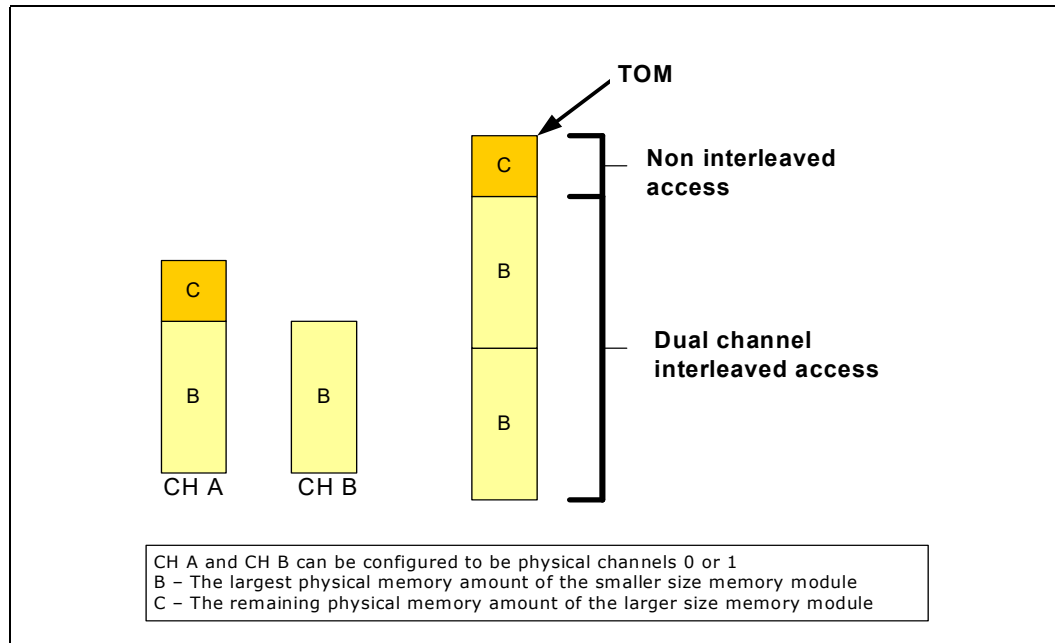 TOM
C
Non interleaved
access
B
C
B
B
Dual channel
interleaved access
B
CH A
CH B
CH A and CH B can be configured to be physical channels 0 or 1
B – The largest physical memory amount of the smaller size memory module
C – The remaining physical memory amount of the larger size memory module